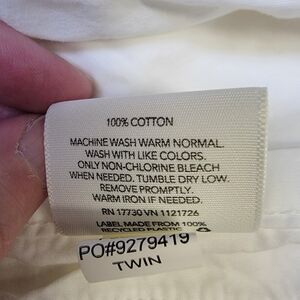 100% COTTON
MACHINE WASH WARM NORMAL.
WASH WITH LIKE COLORS.
ONLY NON-CHLORINE BLEACH
WHEN NEEDED. TUMBLE DRY LOW.
REMOVE PROMPTLY.
WARM IRON IF NEEDED.
RN 17730 VN 1121726
LABEL MADE FROM 100%
RECYCLED PLASTIC
PO#9279419
TWIN